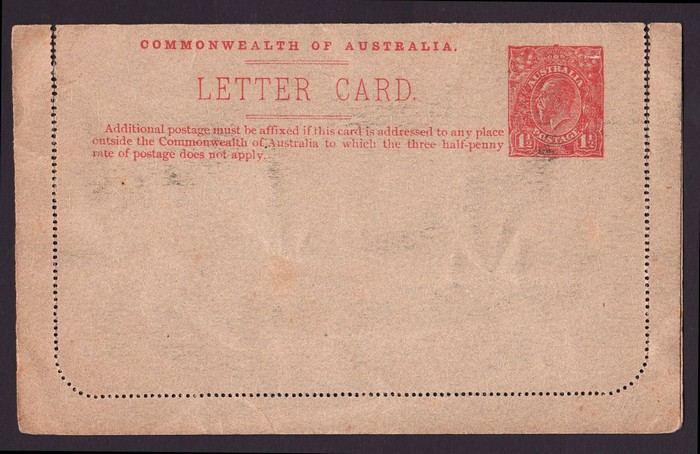 COMMONWEALTH OF AUSTRALIA.
LETTER CARD.
Additional postage must be affixed if this card is addressed to any place
outside the Commonwealth of Australia to which the three half-penny
rate of postage does not apply.
AUSTRALIA
POSTAGE
1½ 1½